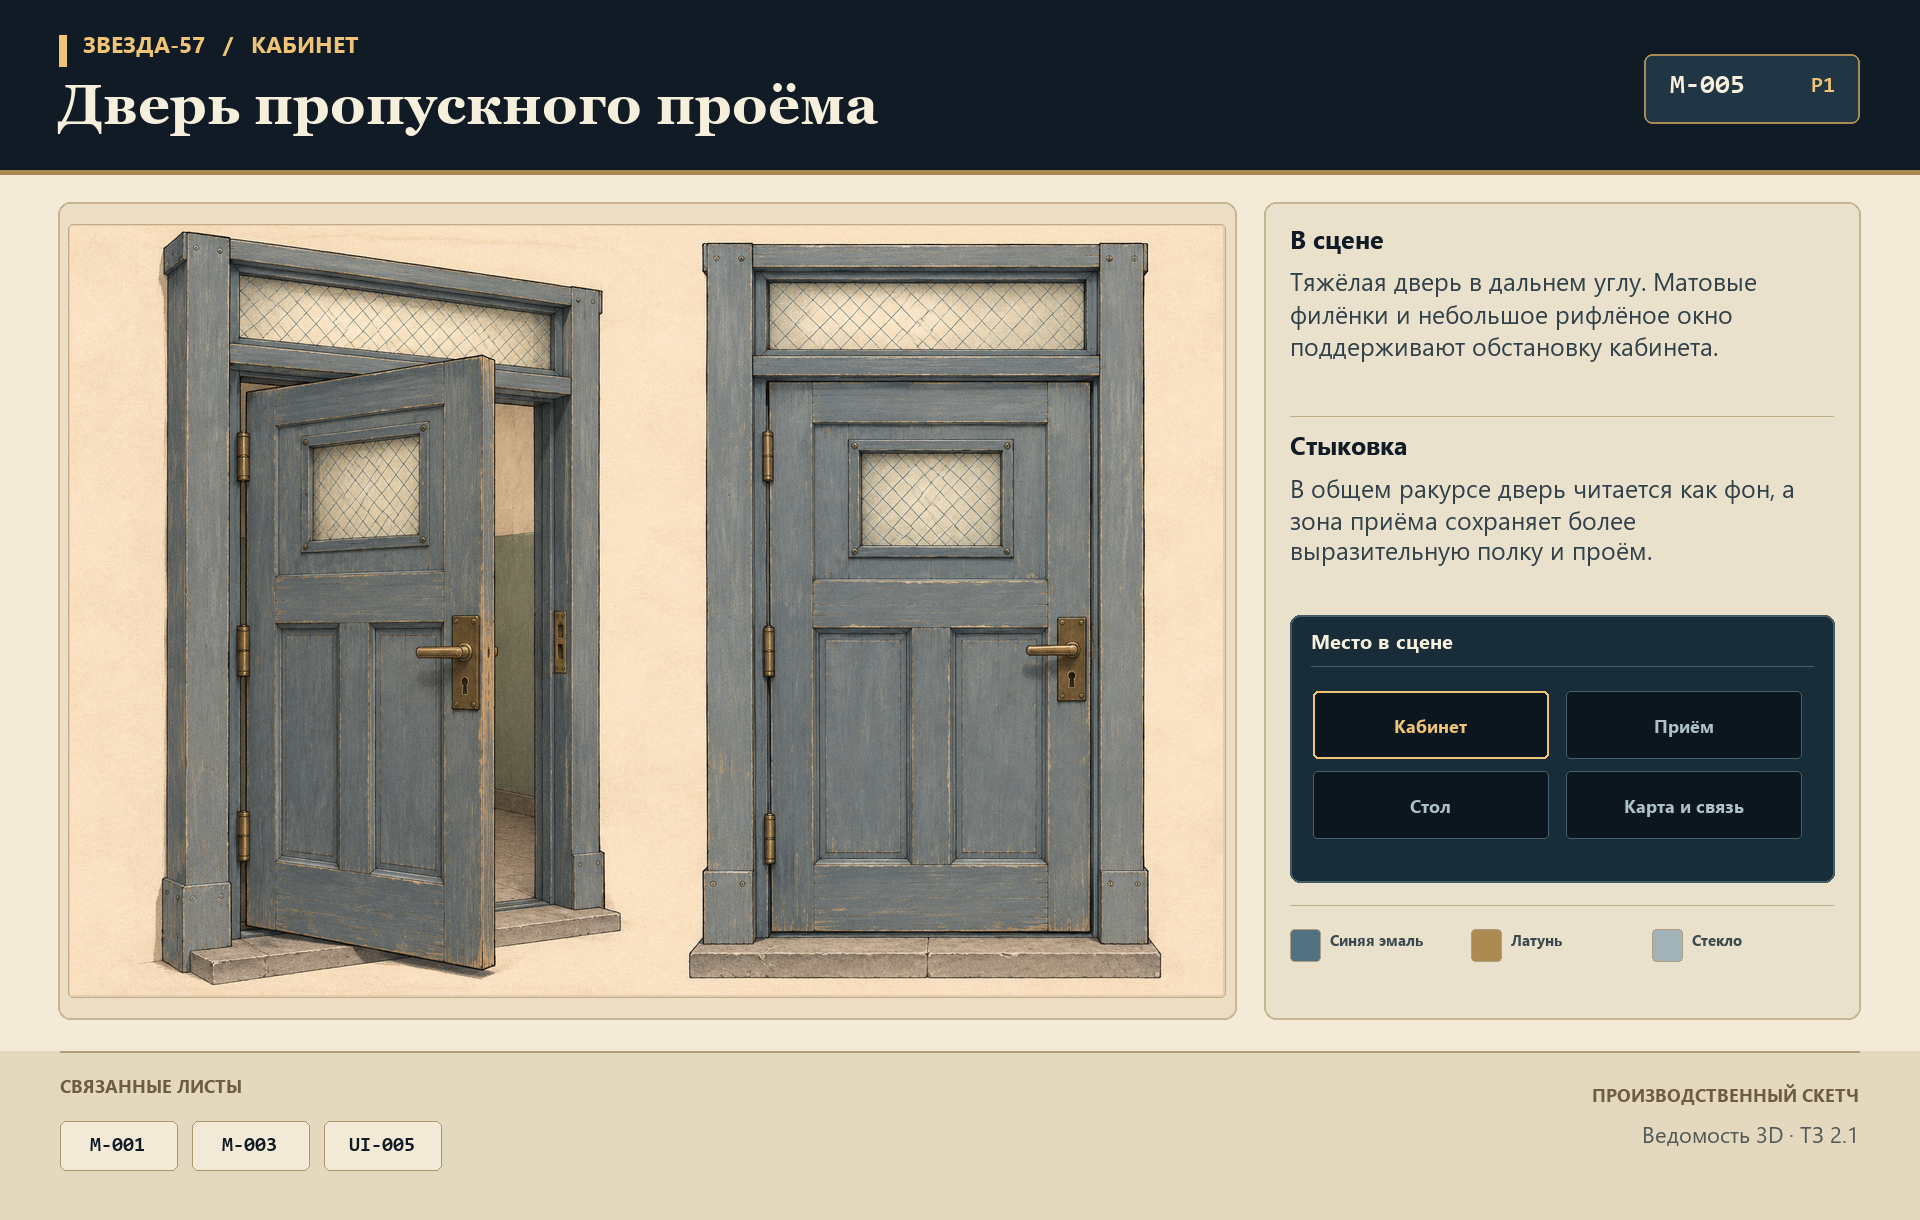 ЗВЕЗДА-57 / КАБИНЕТ
Дверь пропускного проёма
M-005 P1
В сцене
Тяжёлая дверь в дальнем углу. Матовые
филёнки и небольшое рифлёное окно
поддерживают обстановку кабинета.
Стыковка
В общем ракурсе дверь читается как фон, а
зона приёма сохраняет более
выразительную полку и проём.
Место в сцене
Кабинет
Приём
Стол
Карта и связь
Синяя эмаль
Латунь
Стекло
СВЯЗАННЫЕ ЛИСТЫ
M-001
M-003
UI-005
ПРОИЗВОДСТВЕННЫЙ СКЕТЧ
Ведомость 3D · ТЗ 2.1